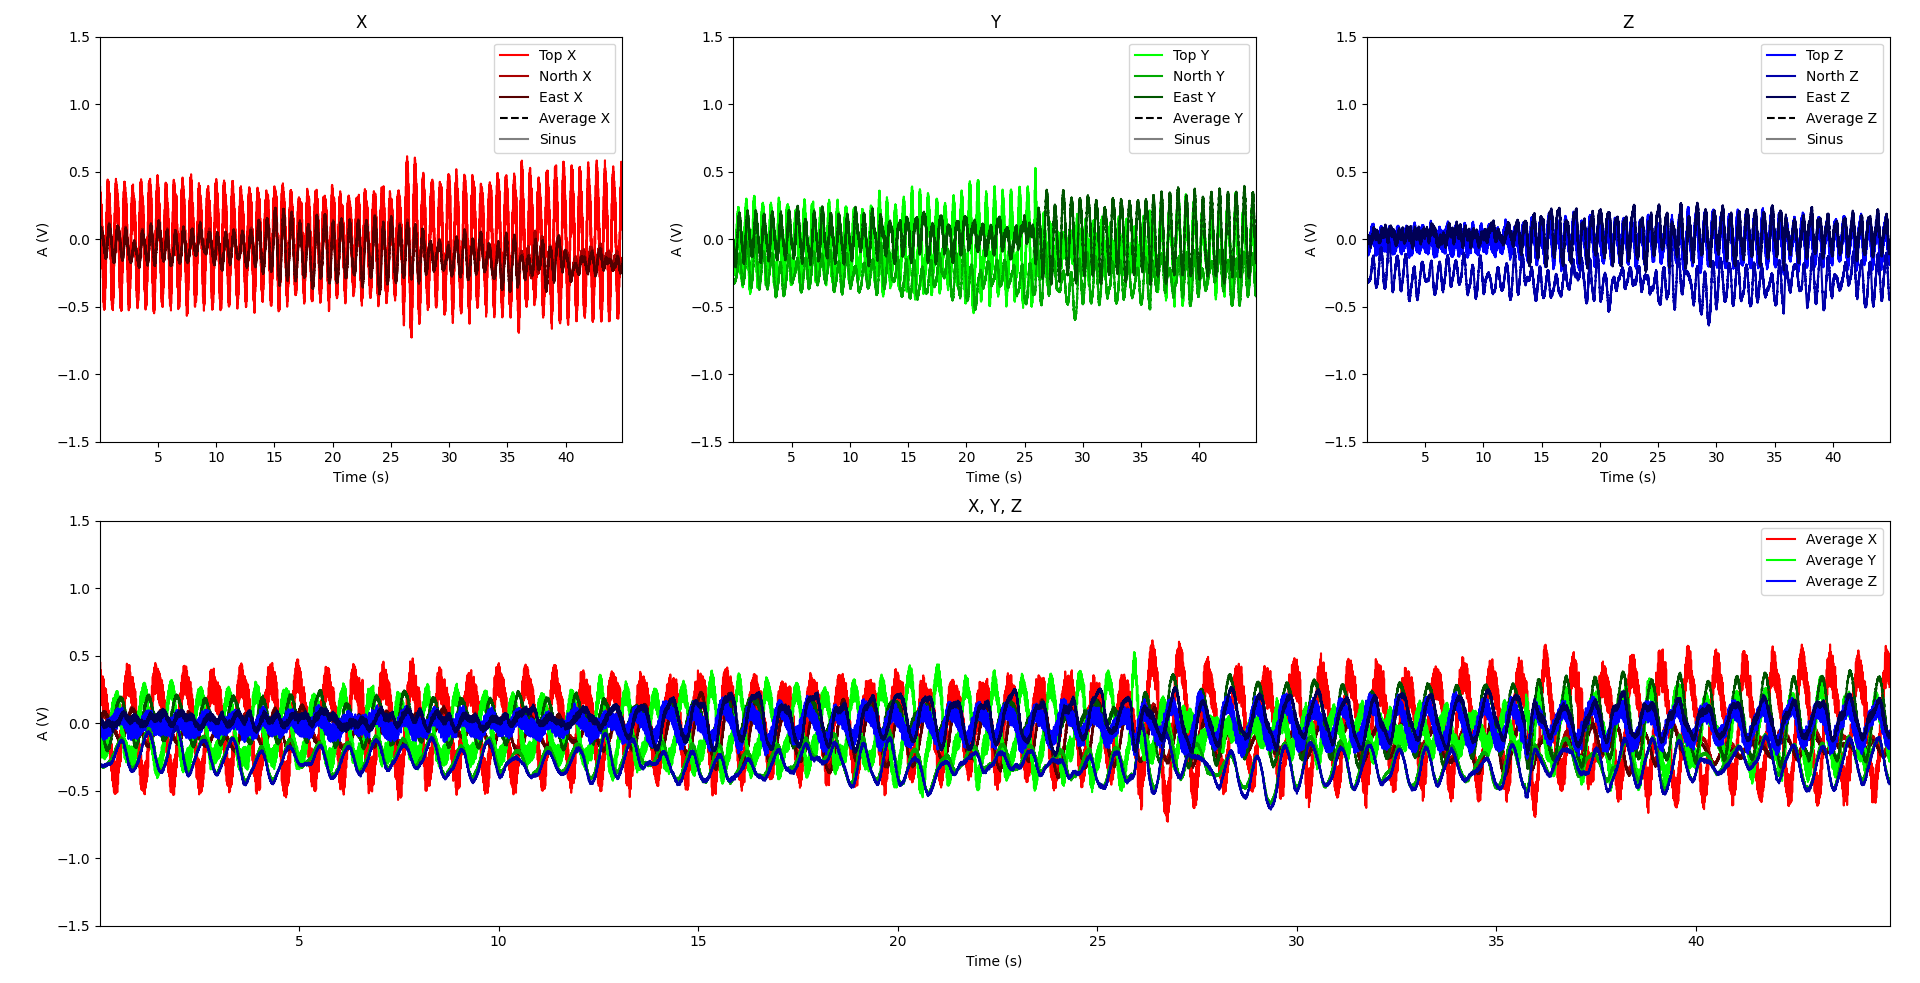 X
1.5
1.0
0.5
0.0
−0.5
−1.0
−1.5
A (V)
5 10 15 20 25 30 35 40
Time (s)
Top X
North X
East X
Average X
Sinus
Y
1.5
1.0
0.5
0.0
−0.5
−1.0
−1.5
A (V)
5 10 15 20 25 30 35 40
Time (s)
Top Y
North Y
East Y
Average Y
Sinus
Z
1.5
1.0
0.5
0.0
−0.5
−1.0
−1.5
A (V)
5 10 15 20 25 30 35 40
Time (s)
Top Z
North Z
East Z
Average Z
Sinus
X, Y, Z
1.5
1.0
0.5
0.0
−0.5
−1.0
−1.5
A (V)
5 10 15 20 25 30 35 40
Time (s)
Average X
Average Y
Average Z